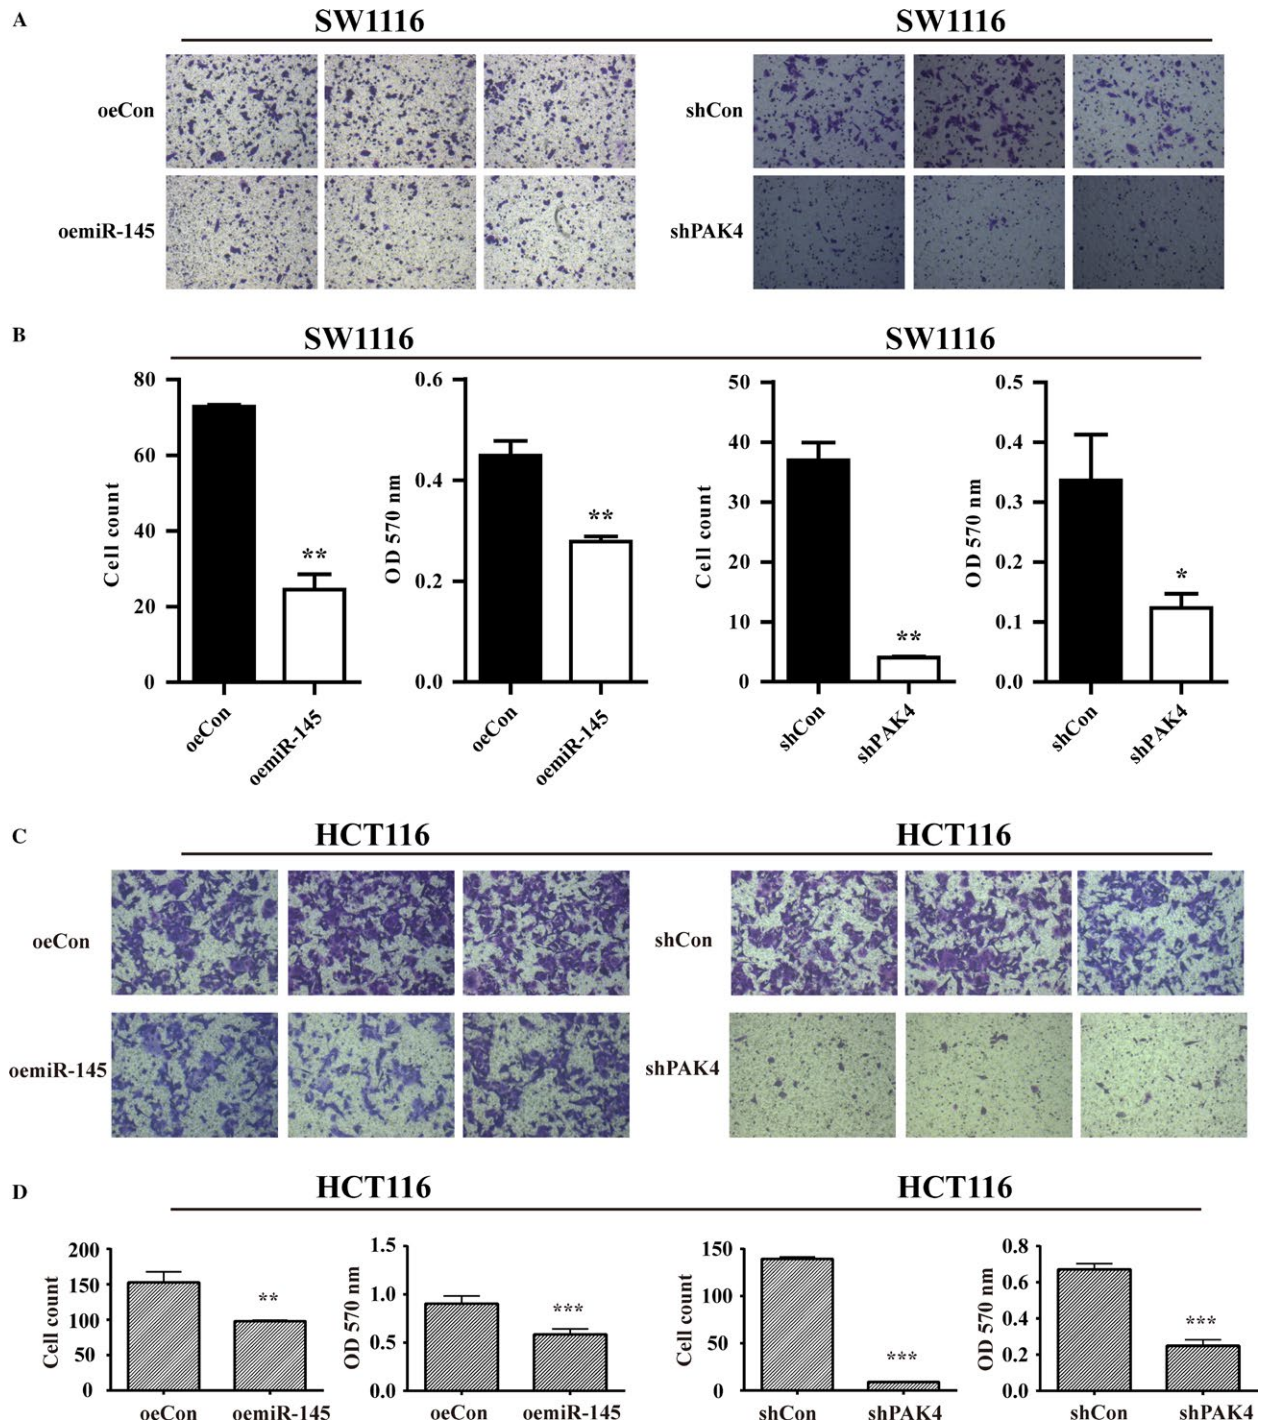 A
SW1116
SW1116
oeCon
shCon
oemiR-145
shPAK4
B
SW1116
SW1116
80
60
40
20
0
Cell count
**
oeCon
oemiR-145
0.6
0.4
0.2
0.0
OD 570 nm
**
oeCon
oemiR-145
50
40
30
20
10
0
Cell count
**
shCon
shPAK4
0.5
0.4
0.3
0.2
0.1
0.0
OD 570 nm
*
shCon
shPAK4
C
HCT116
HCT116
oeCon
shCon
oemiR-145
shPAK4
D
HCT116
HCT116
200
150
100
50
0
Cell count
**
oeCon
oemiR-145
1.5
1.0
0.5
0.0
OD 570 nm
***
oeCon
oemiR-145
150
100
50
0
Cell count
***
shCon
shPAK4
0.8
0.6
0.4
0.2
0.0
OD 570 nm
***
shCon
shPAK4